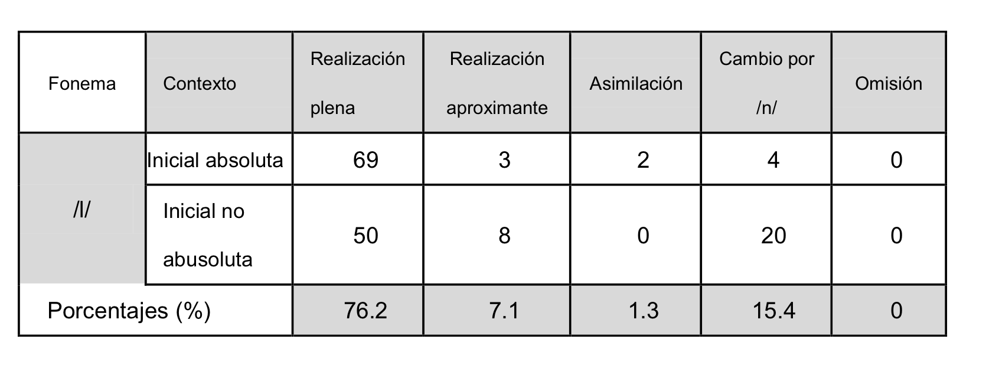 Fonema Contexto Realización plena Realización aproximante Asimilación Cambio por /n/ Omisión
/l/ Inicial absoluta 69 3 2 4 0
Inicial no abusoluta 50 8 0 20 0
Porcentajes (%) 76.2 7.1 1.3 15.4 0